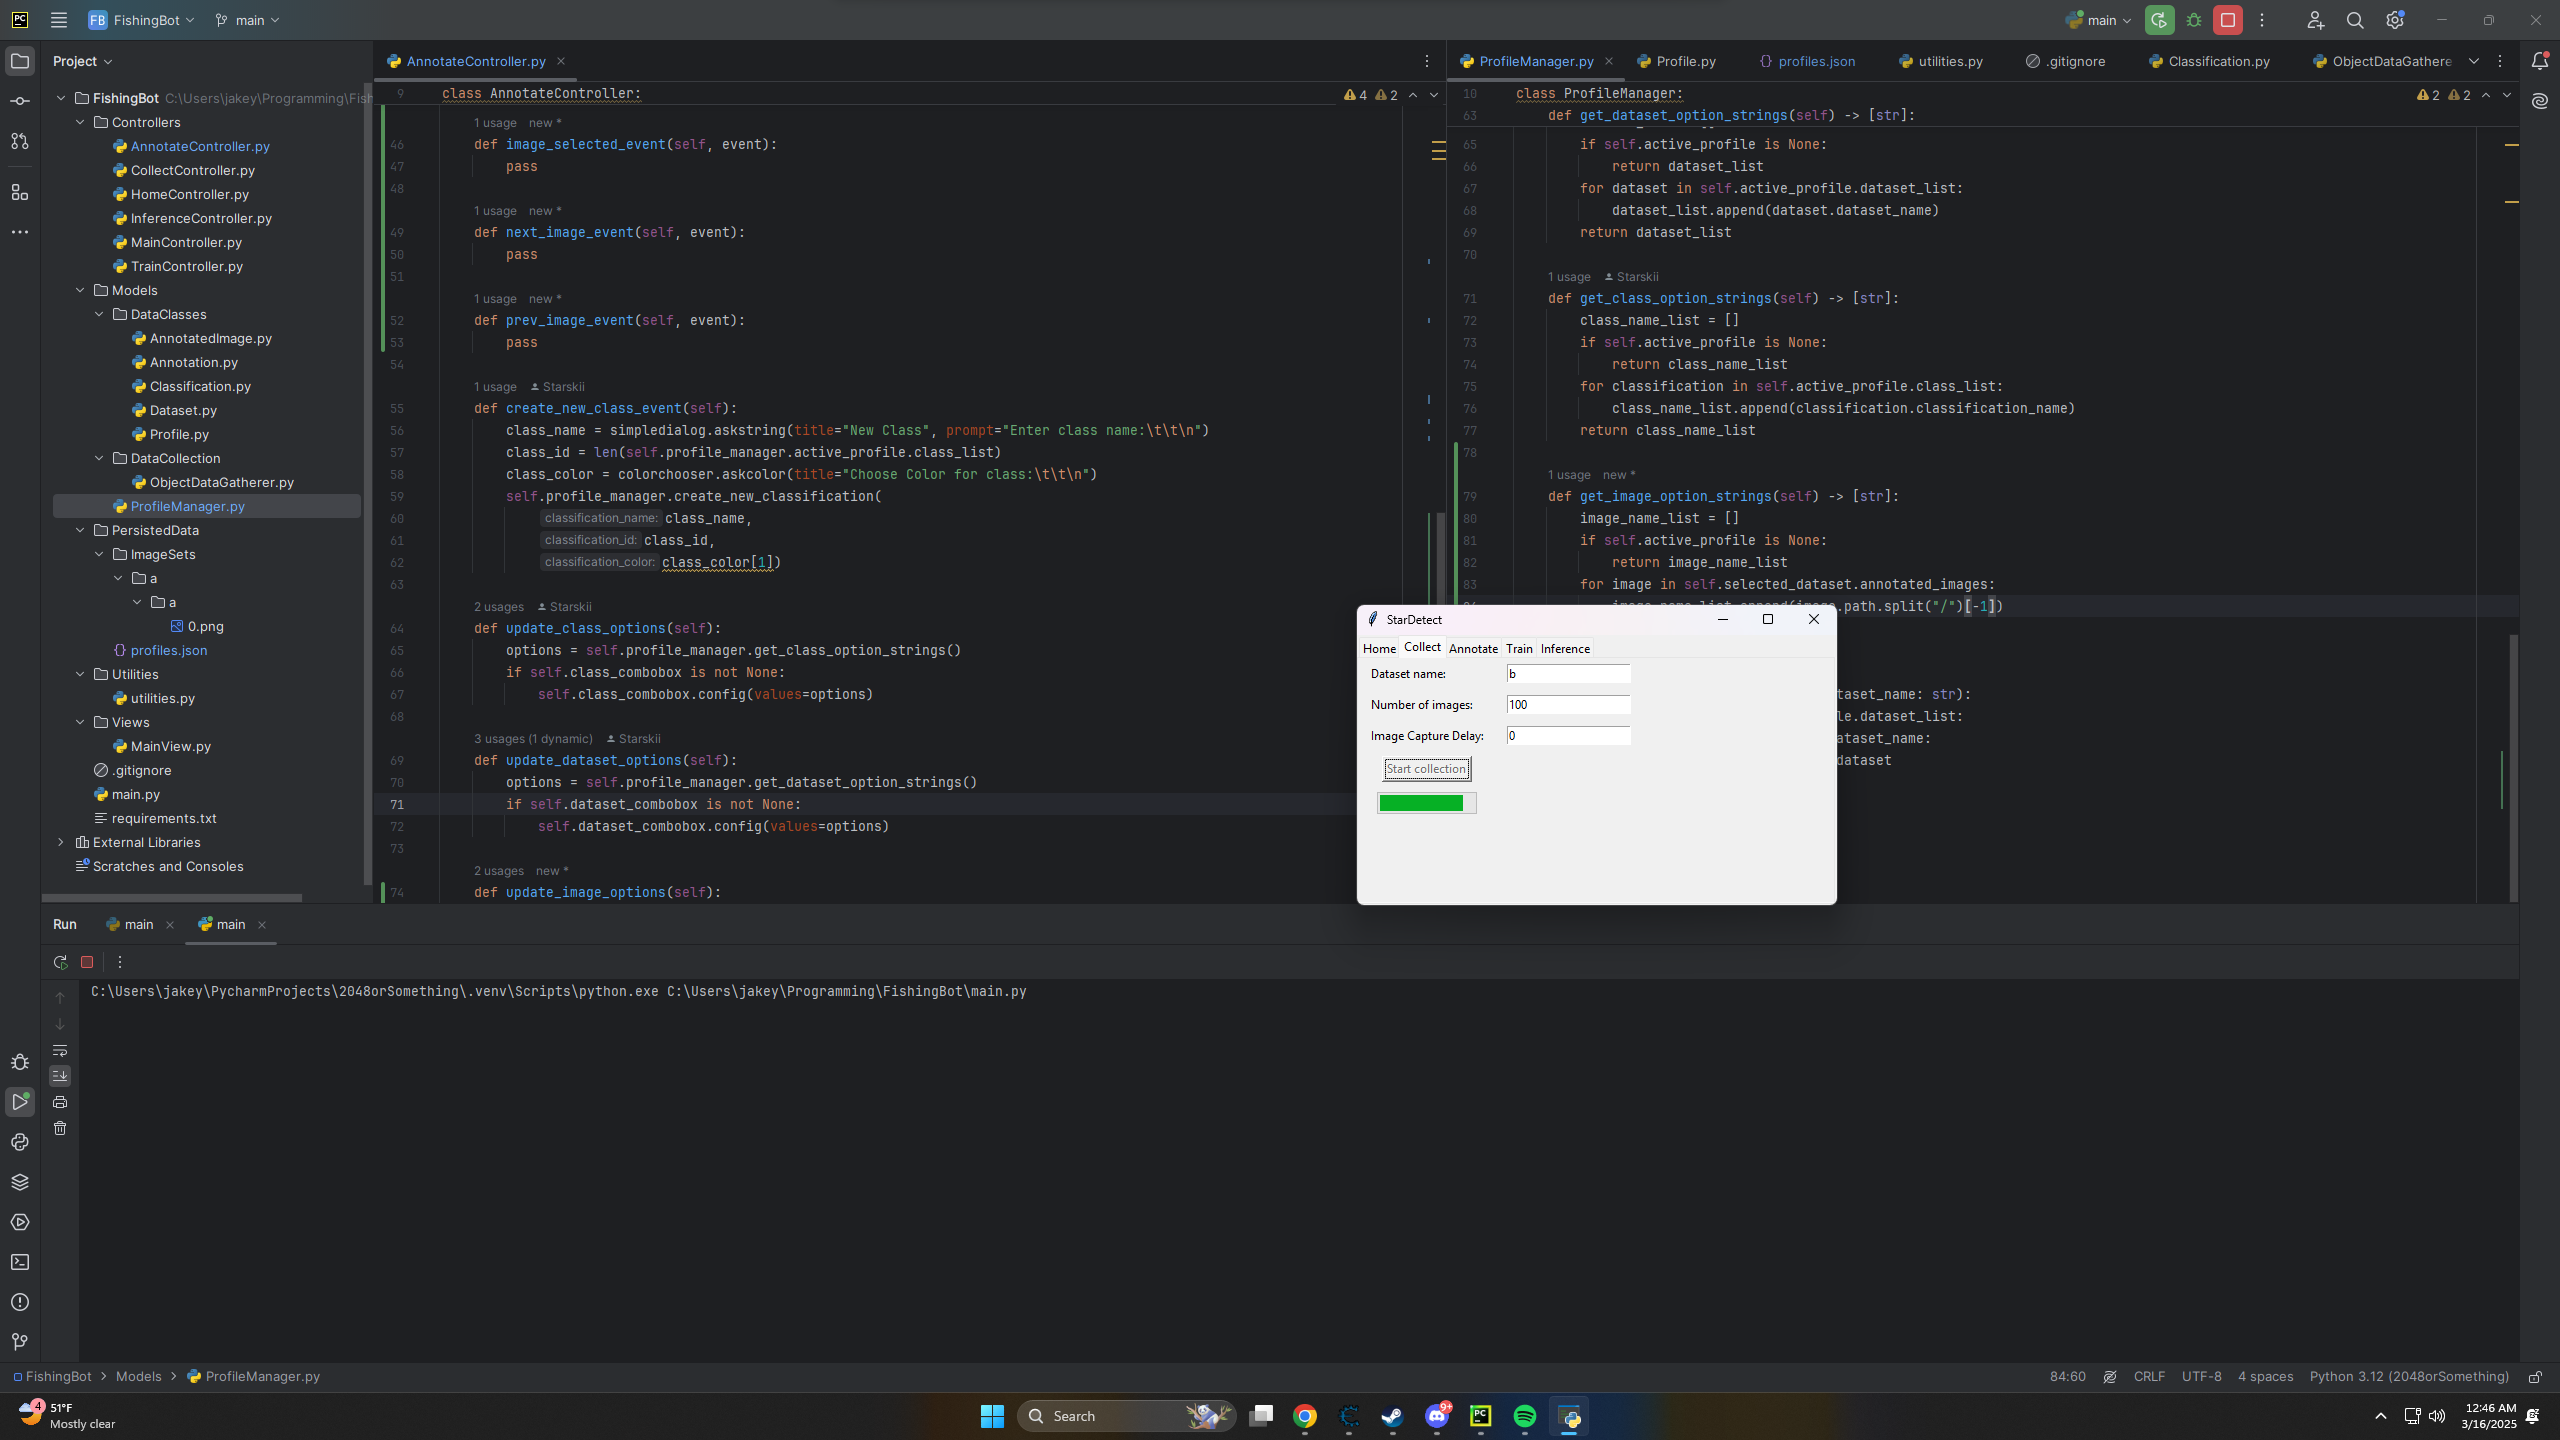 PC
FB FishingBot main
main
Project
FishingBot C:\Users\jakey\Programming\Fish
Controllers
AnnotateController.py
CollectController.py
HomeController.py
InferenceController.py
MainController.py
TrainController.py
Models
DataClasses
AnnotatedImage.py
Annotation.py
Classification.py
Dataset.py
Profile.py
DataCollection
ObjectDataGatherer.py
ProfileManager.py
PersistedData
ImageSets
a
a
0.png
profiles.json
Utilities
utilities.py
Views
MainView.py
.gitignore
main.py
requirements.txt
External Libraries
Scratches and Consoles
AnnotateController.py
9 class AnnotateController:
4 2
1 usage new *
46 def image_selected_event(self, event):
47 pass
48
1 usage new *
49 def next_image_event(self, event):
50 pass
51
1 usage new *
52 def prev_image_event(self, event):
53 pass
54
1 usage Starskii
55 def create_new_class_event(self):
56 class_name = simpledialog.askstring(title="New Class", prompt="Enter class name:\t\t\n")
57 class_id = len(self.profile_manager.active_profile.class_list)
58 class_color = colorchooser.askcolor(title="Choose Color for class:\t\t\n")
59 self.profile_manager.create_new_classification(
60 classification_name: class_name,
61 classification_id: class_id,
62 classification_color: class_color[1])
63
2 usages Starskii
64 def update_class_options(self):
65 options = self.profile_manager.get_class_option_strings()
66 if self.class_combobox is not None:
67 self.class_combobox.config(values=options)
68
3 usages (1 dynamic) Starskii
69 def update_dataset_options(self):
70 options = self.profile_manager.get_dataset_option_strings()
71 if self.dataset_combobox is not None:
72 self.dataset_combobox.config(values=options)
73
2 usages new *
74 def update_image_options(self):
ProfileManager.py Profile.py profiles.json utilities.py .gitignore Classification.py ObjectDataGathere
10 class ProfileManager:
2 2
63 def get_dataset_option_strings(self) -> [str]:
65 if self.active_profile is None:
66 return dataset_list
67 for dataset in self.active_profile.dataset_list:
68 dataset_list.append(dataset.dataset_name)
69 return dataset_list
70
1 usage Starskii
71 def get_class_option_strings(self) -> [str]:
72 class_name_list = []
73 if self.active_profile is None:
74 return class_name_list
75 for classification in self.active_profile.class_list:
76 class_name_list.append(classification.classification_name)
77 return class_name_list
78
1 usage new *
79 def get_image_option_strings(self) -> [str]:
80 image_name_list = []
81 if self.active_profile is None:
82 return image_name_list
83 for image in self.selected_dataset.annotated_images:
.path.split("/")[-1])
taset_name: str):
le.dataset_list:
ataset_name:
dataset
StarDetect
Home Collect Annotate Train Inference
Dataset name: b
Number of images: 100
Image Capture Delay: 0
Start collection
Run main main
C:\Users\jakey\PycharmProjects\2048orSomething\.venv\Scripts\python.exe C:\Users\jakey\Programming\FishingBot\main.py
FishingBot Models ProfileManager.py
84:60 CRLF UTF-8 4 spaces Python 3.12 (2048orSomething)
4
51°F
Mostly clear
Search
9+
PC
12:46 AM
3/16/2025